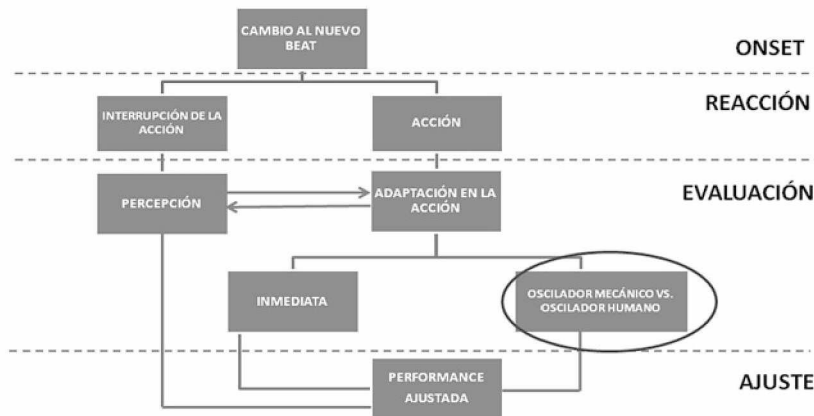 CAMBIO AL NUEVO
BEAT
ONSET
INTERRUPCIÓN DE LA
ACCIÓN
ACCIÓN
REACCIÓN
PERCEPCIÓN
ADAPTACIÓN EN LA
ACCIÓN
EVALUACIÓN
INMEDIATA
OSCILADOR MECÁNICO VS.
OSCILADOR HUMANO
PERFORMANCE
AJUSTADA
AJUSTE